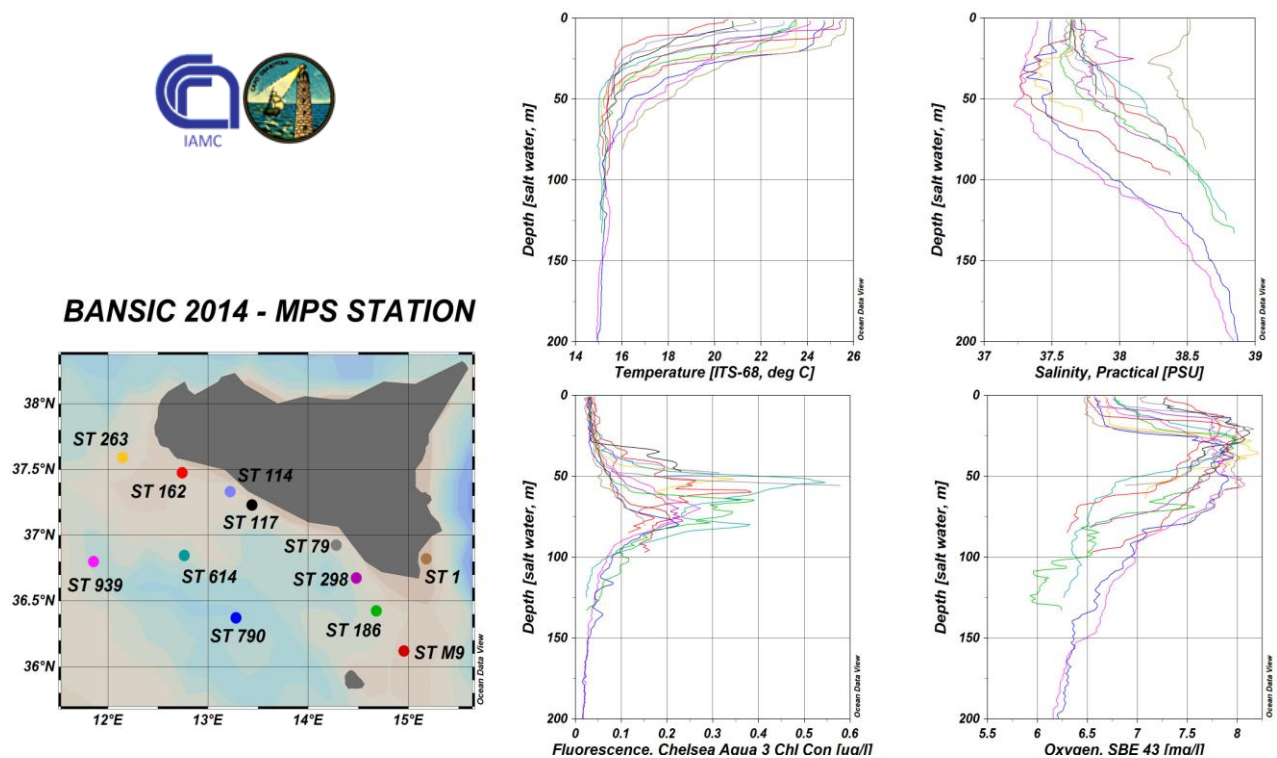 IAMC
CAPO GRANITOLA
BANSIC 2014 - MPS STATION
38°N
37.5°N
37°N
36.5°N
36°N
12°E
13°E
14°E
15°E
ST 263
ST 162
ST 114
ST 117
ST 79
ST 1
ST 939
ST 614
ST 298
ST 790
ST 186
ST M9
Ocean Data View
0
50
100
150
200
Depth [salt water, m]
14
16
18
20
22
24
26
Temperature [ITS-68, deg C]
Ocean Data View
0
50
100
150
200
Depth [salt water, m]
37
37.5
38
38.5
39
Salinity, Practical [PSU]
Ocean Data View
0
50
100
150
200
Depth [salt water, m]
0
0.1
0.2
0.3
0.4
0.5
0.6
Fluorescence, Chelsea Aqua 3 Chl Con [ug/l]
Ocean Data View
0
50
100
150
200
Depth [salt water, m]
5.5
6
6.5
7
7.5
8
Oxygen, SBE 43 [mg/l]
Ocean Data View